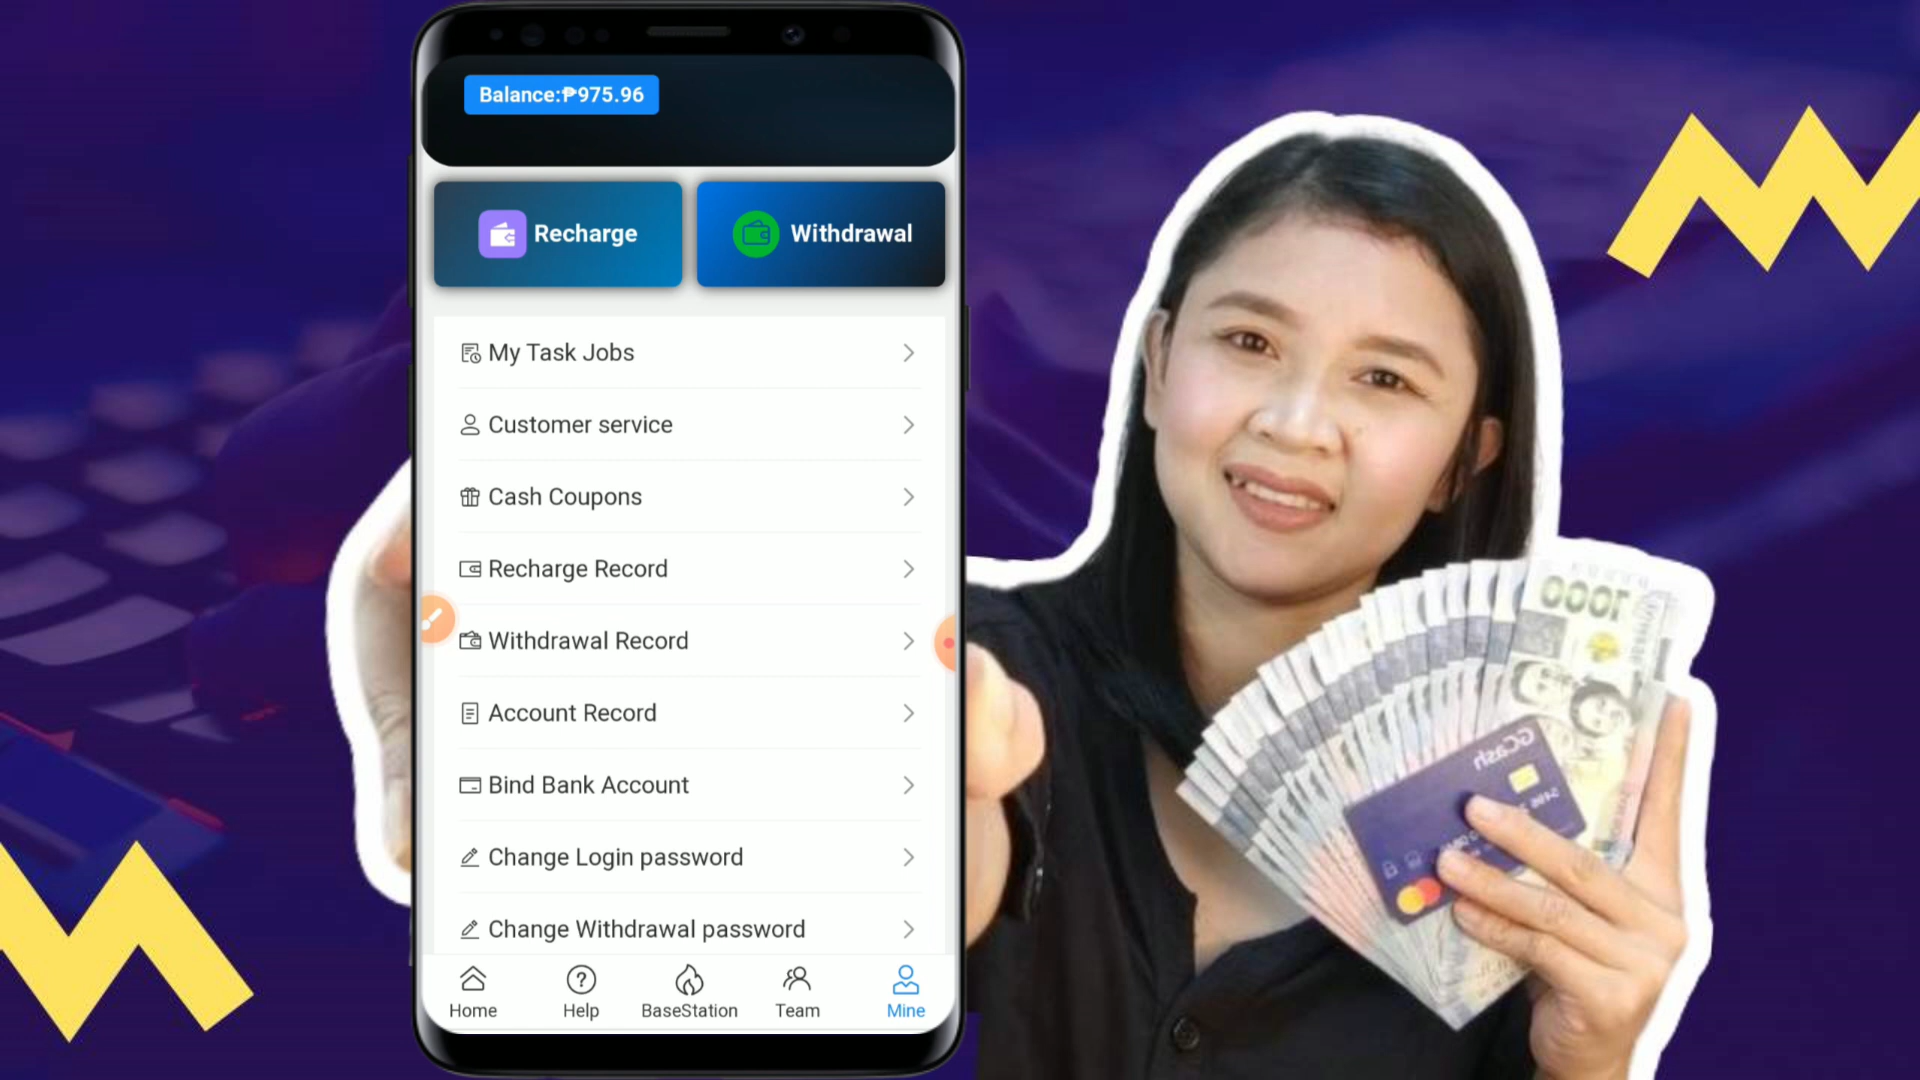 Balance:₱975.96
Recharge
Withdrawal
My Task Jobs
Customer service
Cash Coupons
Recharge Record
Withdrawal Record
Account Record
Bind Bank Account
Change Login password
Change Withdrawal password
Home
Help
BaseStation
Team
Mine
1000
GCash